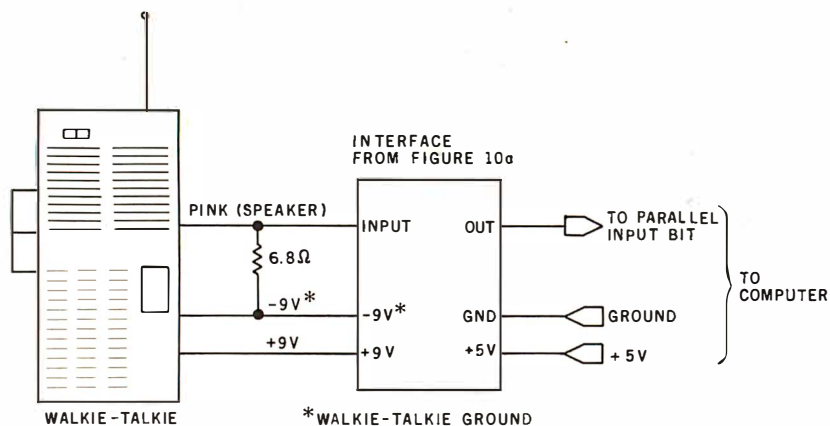 INTERFACE
FROM FIGURE 10a
PINK (SPEAKER)
INPUT
OUT
TO PARALLEL
INPUT BIT
6.8Ω
TO
COMPUTER
-9V*
-9V*
GND
GROUND
+9V
+9V
+5V
+5V
WALKIE-TALKIE
*WALKIE-TALKIE GROUND